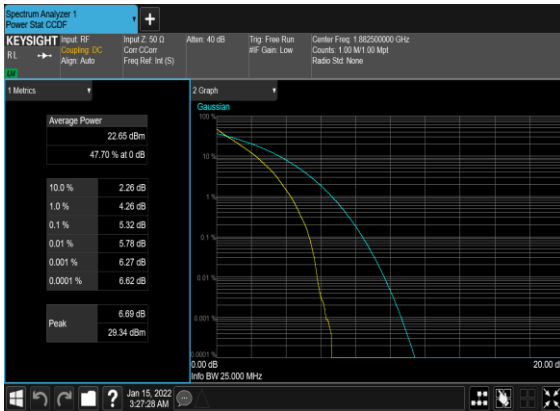 Spectrum Analyzer 1
Power Stat CCDF
+
KEYSIGHT
RL
LXI
Input: RF
Coupling: DC
Align: Auto
Input Z: 50 Ω
Corr CCorr
Freq Ref: Int (S)
Atten: 40 dB
Trig: Free Run
#IF Gain: Low
Center Freq: 1.882500000 GHz
Counts: 1.00 M/1.00 Mpt
Radio Std: None
1 Metrics
Average Power
22.65 dBm
47.70 % at 0 dB
10.0 % 2.26 dB
1.0 % 4.26 dB
0.1 % 5.32 dB
0.01 % 5.78 dB
0.001 % 6.27 dB
0.0001 % 6.62 dB
Peak
6.69 dB
29.34 dBm
2 Graph
Gaussian
100 %
10 %
1 %
0.1 %
0.01 %
0.001 %
0.0001 %
0.00 dB
20.00 d
Info BW 25.000 MHz
?
Jan 15, 2022
3:27:28 AM